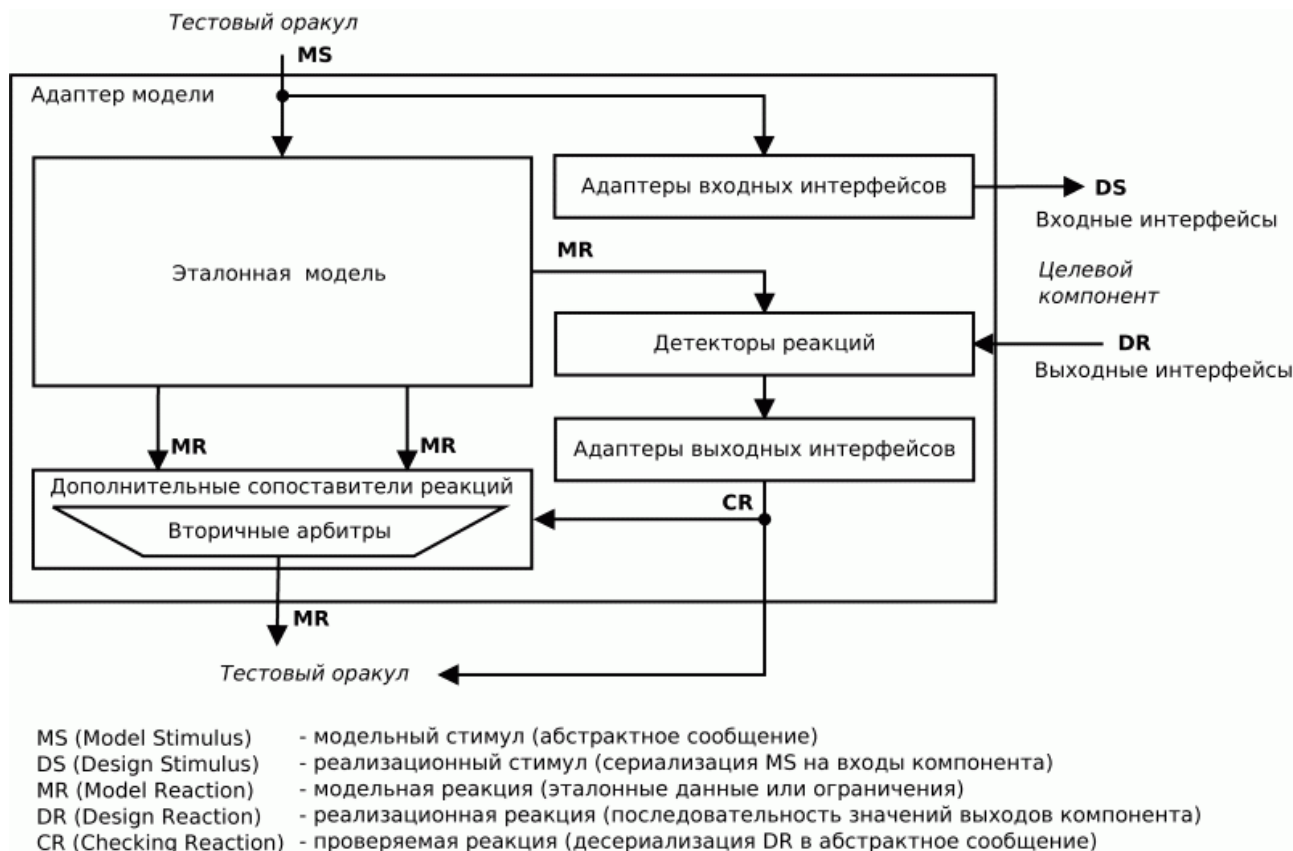 Тестовый оракул
MS
Адаптер модели
Адаптеры входных интерфейсов
DS
Входные интерфейсы
MR
Эталонная модель
Целевой
компонент
Детекторы реакций
DR
Выходные интерфейсы
MR
MR
Адаптеры выходных интерфейсов
Дополнительные сопоставители реакций
CR
Вторичные арбитры
MR
Тестовый оракул
MS (Model Stimulus) - модельный стимул (абстрактное сообщение)
DS (Design Stimulus) - реализационный стимул (сериализация MS на входы компонента)
MR (Model Reaction) - модельная реакция (эталонные данные или ограничения)
DR (Design Reaction) - реализационная реакция (последовательность значений выходов компонента)
CR (Checking Reaction) - проверяемая реакция (десериализация DR в абстрактное сообщение)